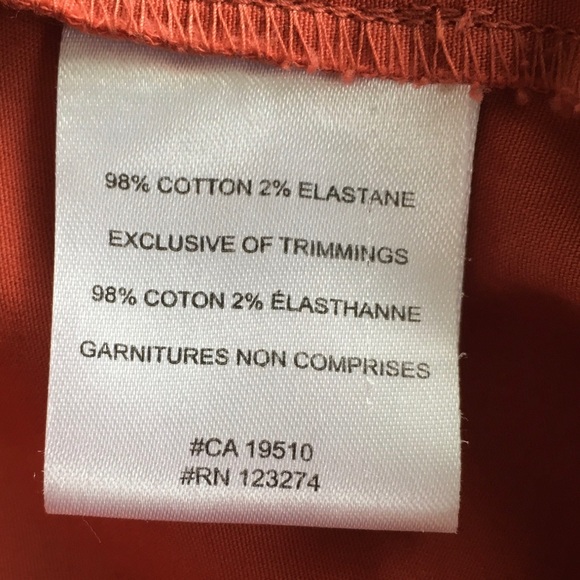 98% COTTON 2% ELASTANE
EXCLUSIVE OF TRIMMINGS
98% COTON 2% ÉLASTHANNE
GARNITURES NON COMPRISES
#CA 19510
#RN 123274